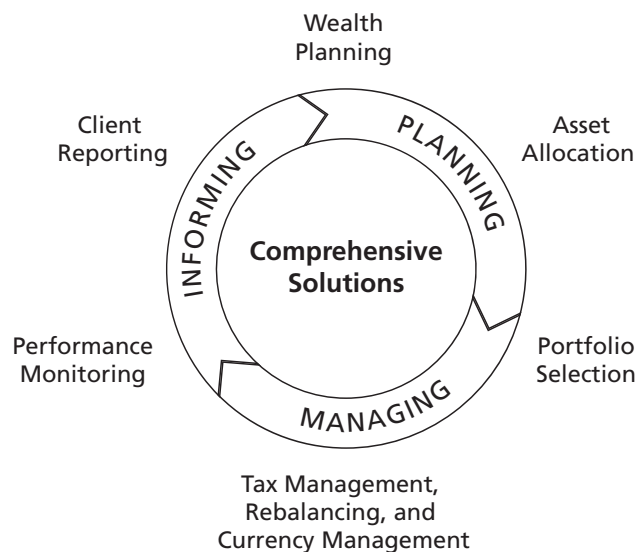 Wealth
Planning
Client
Reporting
PLANNING
Asset
Allocation
INFORMING
Comprehensive
Solutions
Performance
Monitoring
Portfolio
Selection
MANAGING
Tax Management,
Rebalancing, and
Currency Management